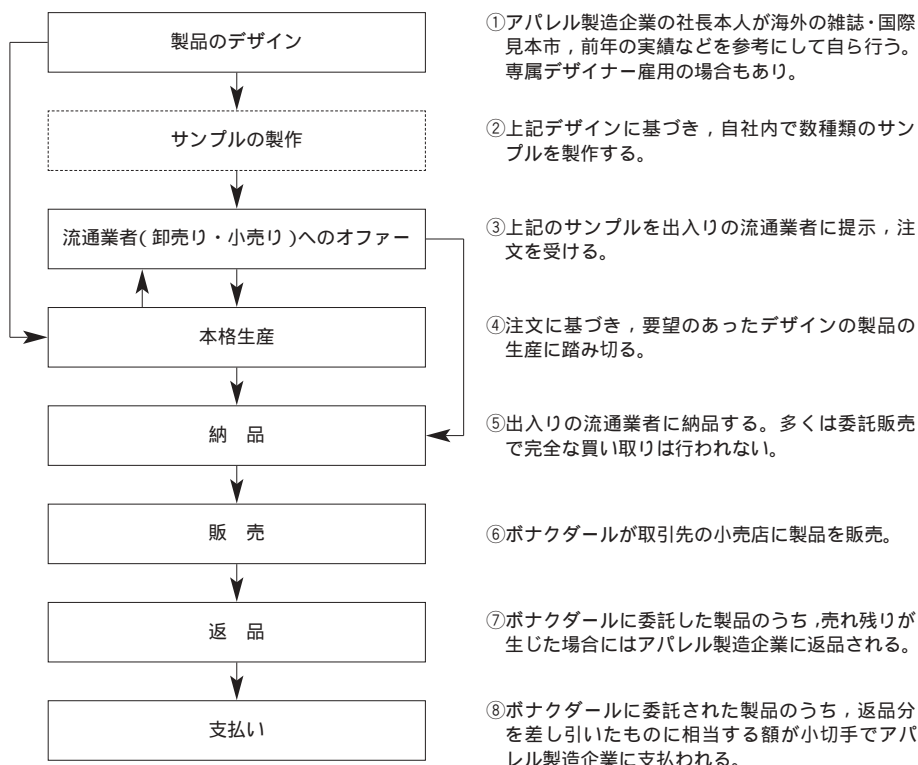 製品のデザイン
①アパレル製造企業の社長本人が海外の雑誌・国際
見本市，前年の実績などを参考にして自ら行う。
専属デザイナー雇用の場合もあり。
サンプルの製作
②上記デザインに基づき，自社内で数種類のサン
プルを製作する。
流通業者(卸売り・小売り)へのオファー
③上記のサンプルを出入りの流通業者に提示，注
文を受ける。
本格生産
④注文に基づき，要望のあったデザインの製品の
生産に踏み切る。
納　品
⑤出入りの流通業者に納品する。多くは委託販売
で完全な買い取りは行われない。
販　売
⑥ボナクダールが取引先の小売店に製品を販売。
返　品
⑦ボナクダールに委託した製品のうち，売れ残りが
生じた場合にはアパレル製造企業に返品される。
支払い
⑧ボナクダールに委託された製品のうち，返品分
を差し引いたものに相当する額が小切手でアパ
レル製造企業に支払われる。